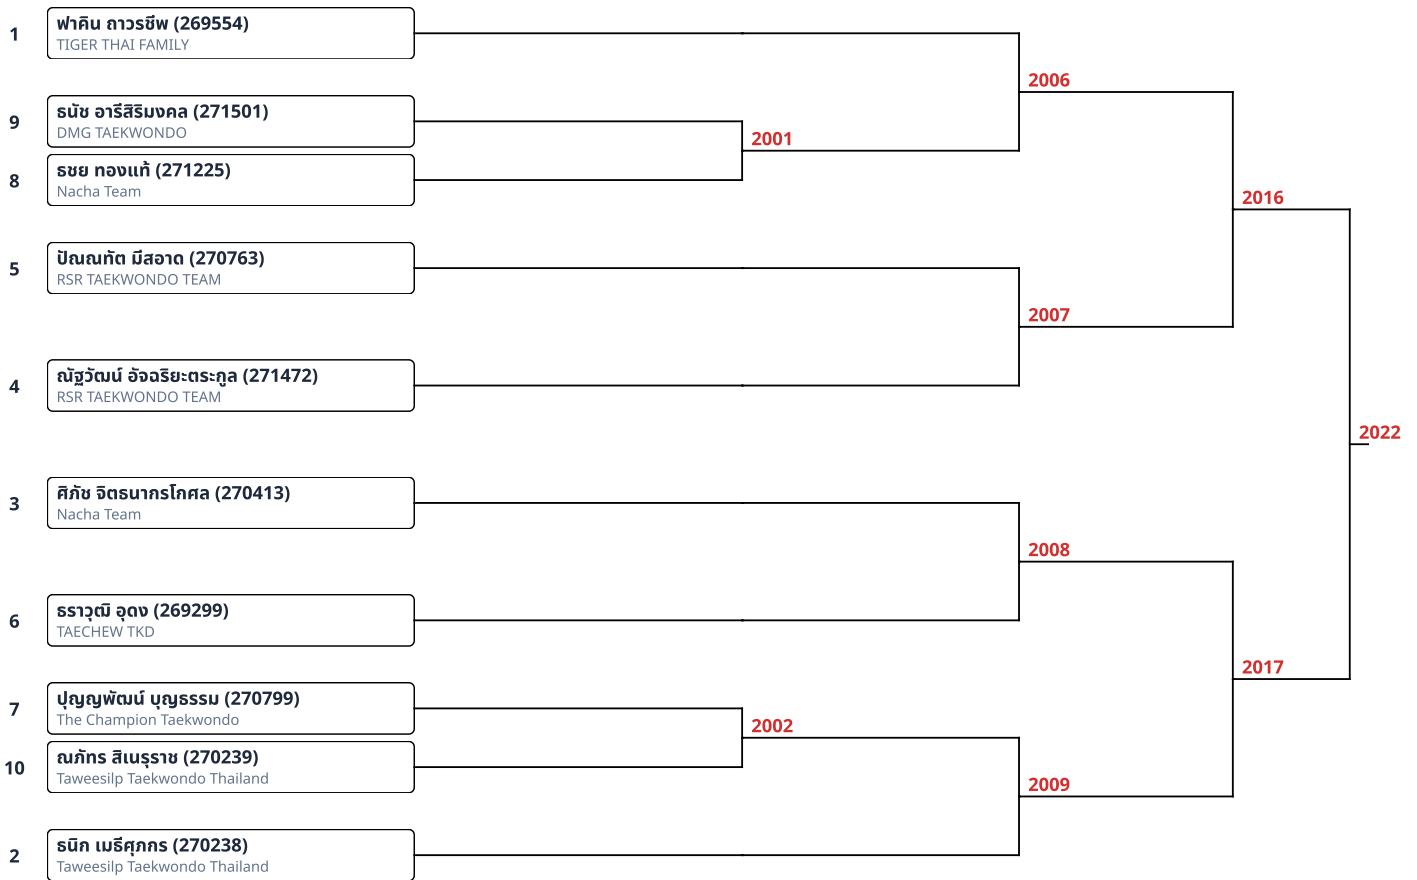 1
ฟาคิน ถาวรชีพ (269554)
TIGER THAI FAMILY
2006
9
ธนัช อารีสิริมงคล (271501)
DMG TAEKWONDO
2001
8
ธชย ทองแท้ (271225)
Nacha Team
2016
5
ปัณณทัต มีสอาด (270763)
RSR TAEKWONDO TEAM
2007
4
ณัฐวัฒน์ อัจฉริยะตระกูล (271472)
RSR TAEKWONDO TEAM
2022
3
ศิภัช จิตธนากรโกศล (270413)
Nacha Team
2008
6
ธราวุฒิ อุดง (269299)
TAECHEW TKD
2017
7
ปุญญพัฒน์ บุญธรรม (270799)
The Champion Taekwondo
2002
10
ณภัทร สิเนรุราช (270239)
Taweesilp Taekwondo Thailand
2009
2
ธนิก เมธีศุภกร (270238)
Taweesilp Taekwondo Thailand